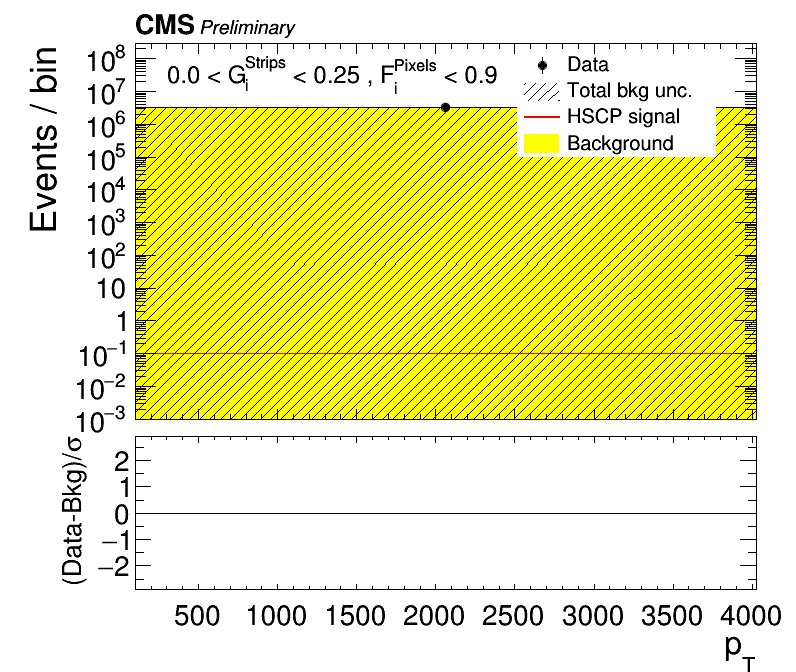 CMS Preliminary
0.0 < G_i^Strips < 0.25 , F_i^Pixels < 0.9
Data
Total bkg unc.
HSCP signal
Background
Events / bin
10^8
10^7
10^6
10^5
10^4
10^3
10^2
10
1
10^−1
10^−2
10^−3
(Data-Bkg)/σ
2
1
0
−1
−2
500 1000 1500 2000 2500 3000 3500 4000
p_T